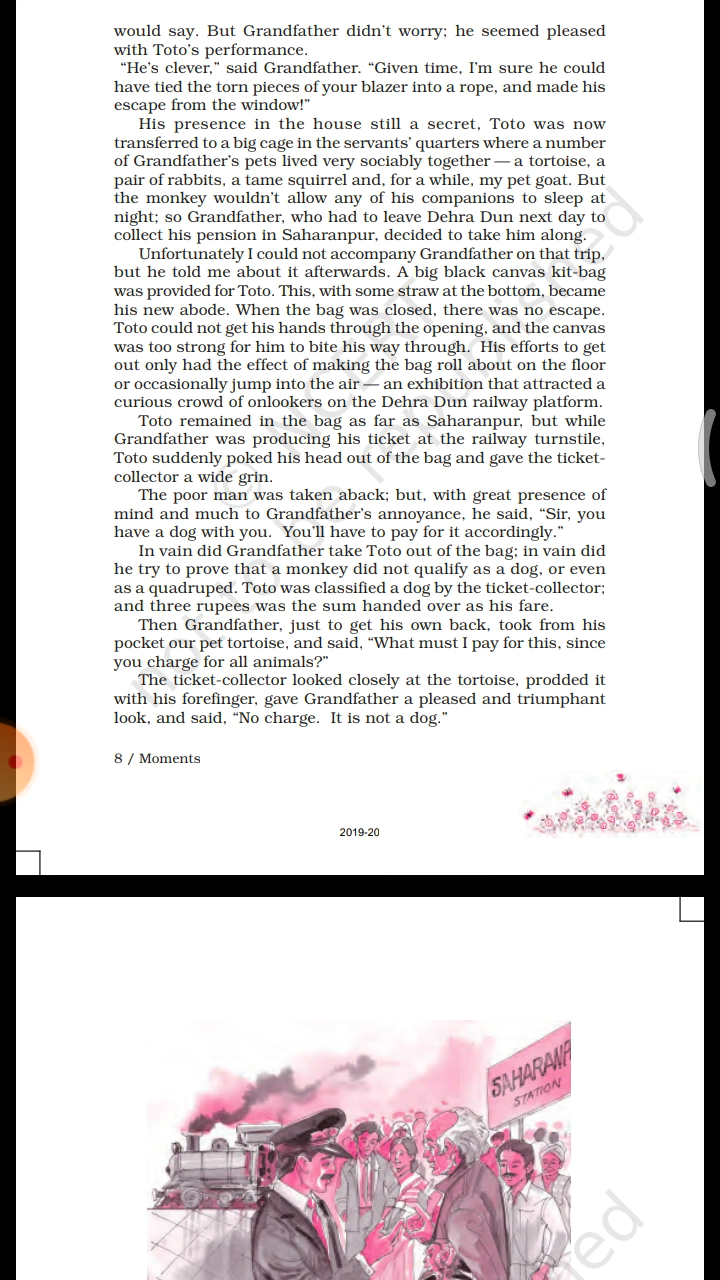 would say. But Grandfather didn't worry; he seemed pleased
with Toto's performance.
“He's clever,” said Grandfather. “Given time, I'm sure he could
have tied the torn pieces of your blazer into a rope, and made his
escape from the window!”
His presence in the house still a secret, Toto was now
transferred to a big cage in the servants' quarters where a number
of Grandfather's pets lived very sociably together — a tortoise, a
pair of rabbits, a tame squirrel and, for a while, my pet goat. But
the monkey wouldn't allow any of his companions to sleep at
night; so Grandfather, who had to leave Dehra Dun next day to
collect his pension in Saharanpur, decided to take him along.
Unfortunately I could not accompany Grandfather on that trip,
but he told me about it afterwards. A big black canvas kit-bag
was provided for Toto. This, with some straw at the bottom, became
his new abode. When the bag was closed, there was no escape.
Toto could not get his hands through the opening, and the canvas
was too strong for him to bite his way through. His efforts to get
out only had the effect of making the bag roll about on the floor
or occasionally jump into the air — an exhibition that attracted a
curious crowd of onlookers on the Dehra Dun railway platform.
Toto remained in the bag as far as Saharanpur, but while
Grandfather was producing his ticket at the railway turnstile,
Toto suddenly poked his head out of the bag and gave the ticket-
collector a wide grin.
The poor man was taken aback; but, with great presence of
mind and much to Grandfather's annoyance, he said, “Sir, you
have a dog with you. You'll have to pay for it accordingly.”
In vain did Grandfather take Toto out of the bag; in vain did
he try to prove that a monkey did not qualify as a dog, or even
as a quadruped. Toto was classified a dog by the ticket-collector;
and three rupees was the sum handed over as his fare.
Then Grandfather, just to get his own back, took from his
pocket our pet tortoise, and said, “What must I pay for this, since
you charge for all animals?”
The ticket-collector looked closely at the tortoise, prodded it
with his forefinger, gave Grandfather a pleased and triumphant
look, and said, “No charge. It is not a dog.”
© NCERT
not to be republished
8 / Moments
2019-20
SAHARANP
STATION
ned